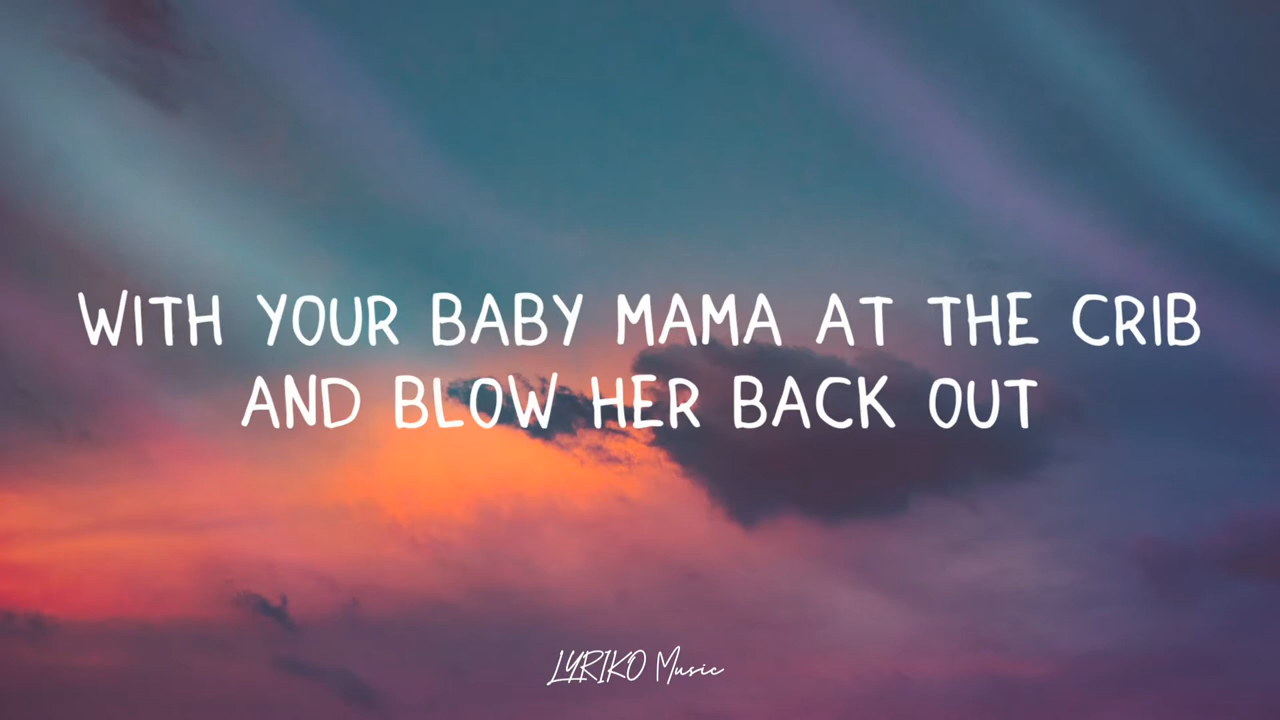 WITH YOUR BABY MAMA AT THE CRIB
AND BLOW HER BACK OUT
LYRIKO Music